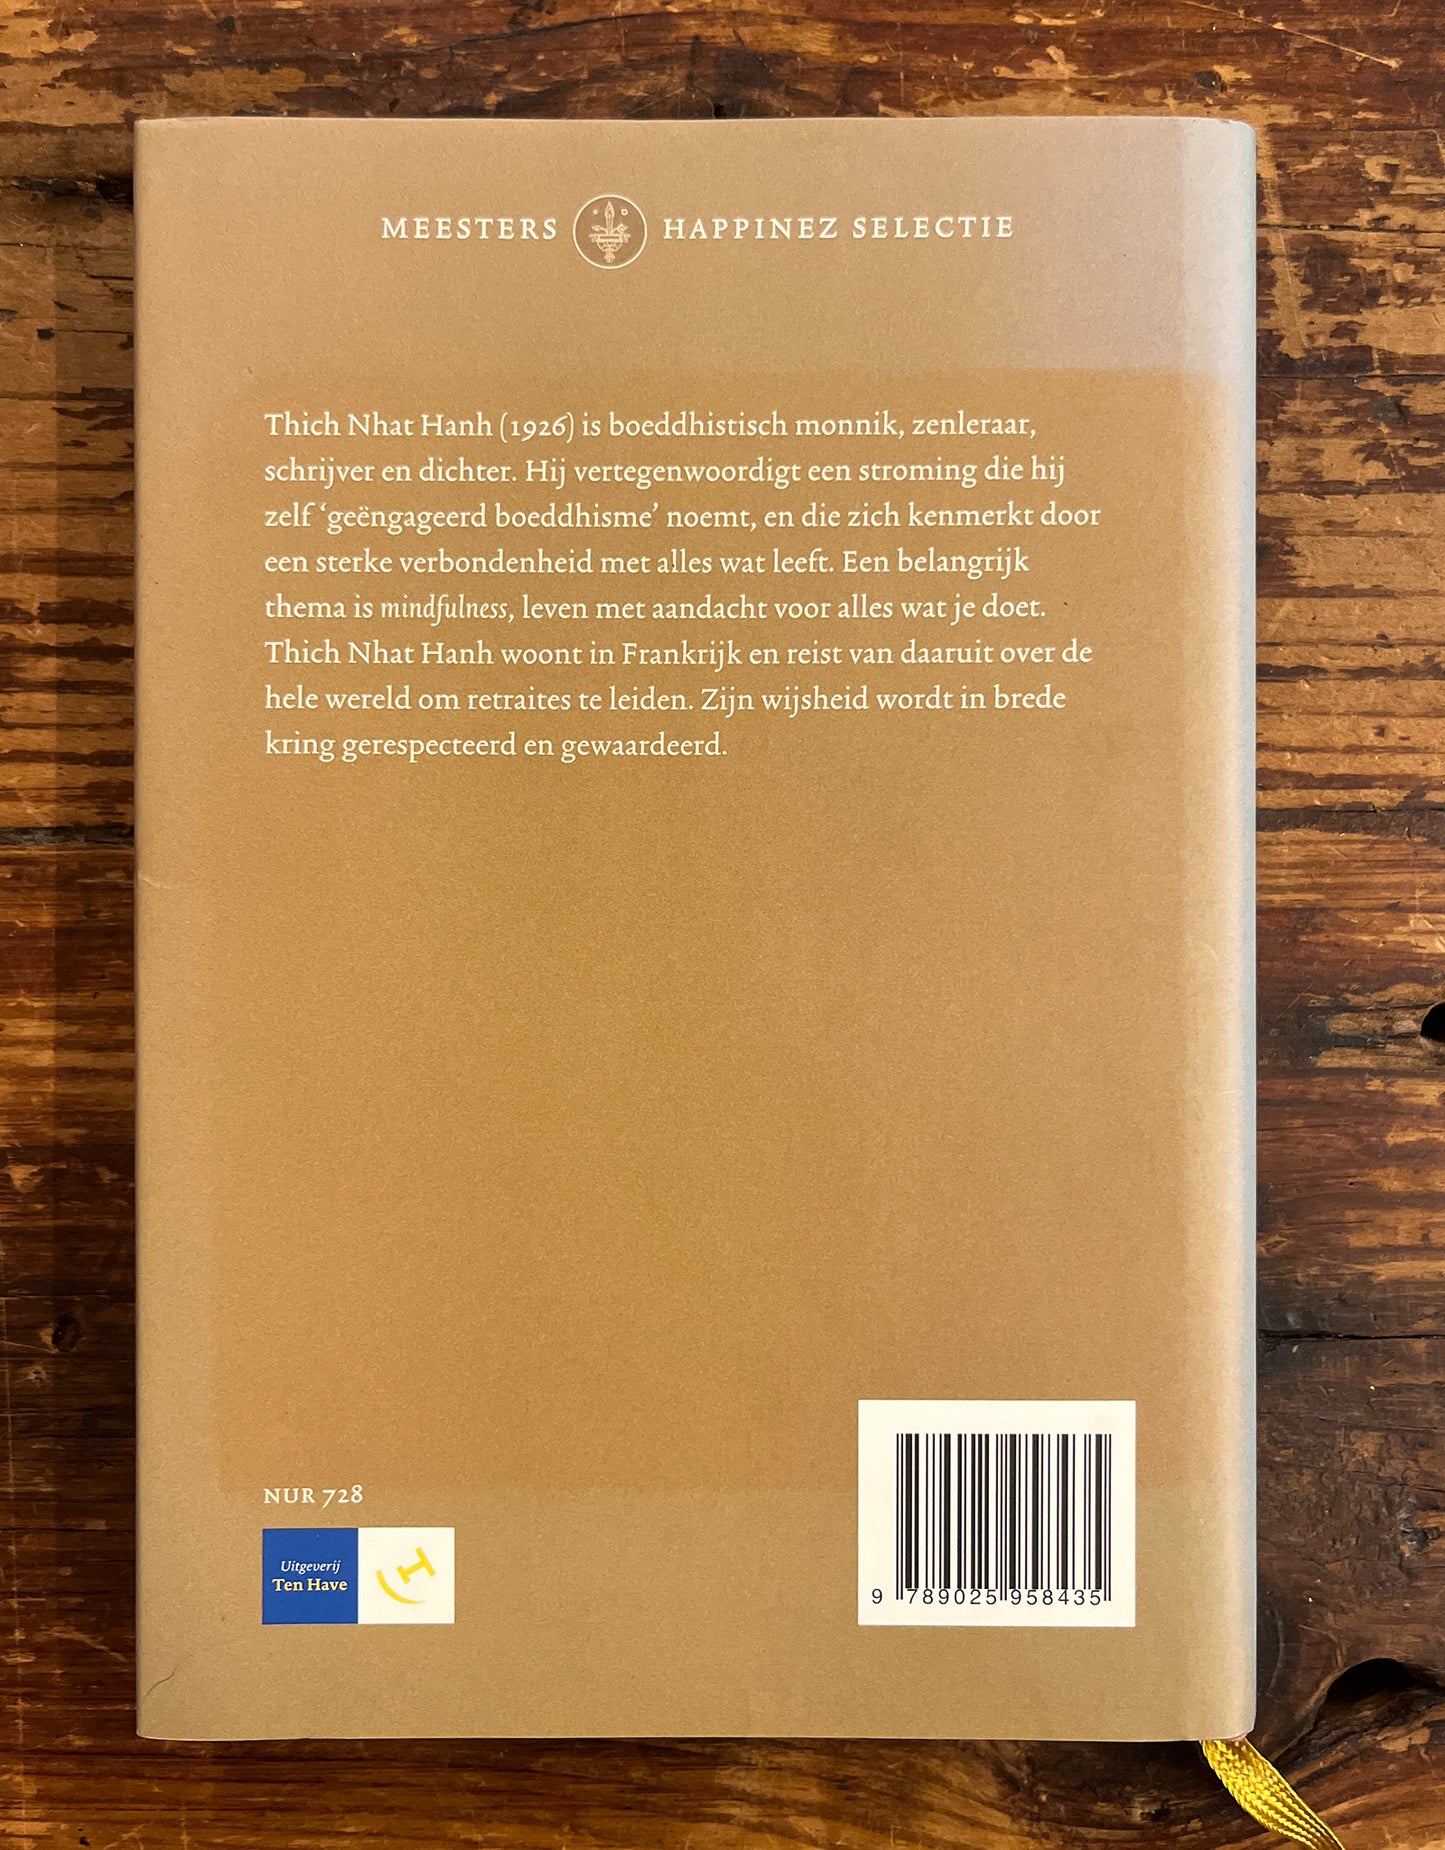 MEESTERS HAPPINEZ SELECTIE
Thich Nhat Hanh (1926) is boeddhistisch monnik, zenleraar,
schrijver en dichter. Hij vertegenwoordigt een stroming die hij
zelf ‘geëngageerd boeddhisme’ noemt, en die zich kenmerkt door
een sterke verbondenheid met alles wat leeft. Een belangrijk
thema is mindfulness, leven met aandacht voor alles wat je doet.
Thich Nhat Hanh woont in Frankrijk en reist van daaruit over de
hele wereld om retraites te leiden. Zijn wijsheid wordt in brede
kring gerespecteerd en gewaardeerd.
NUR 728
Uitgeverij
Ten Have
H
9 789025 958435